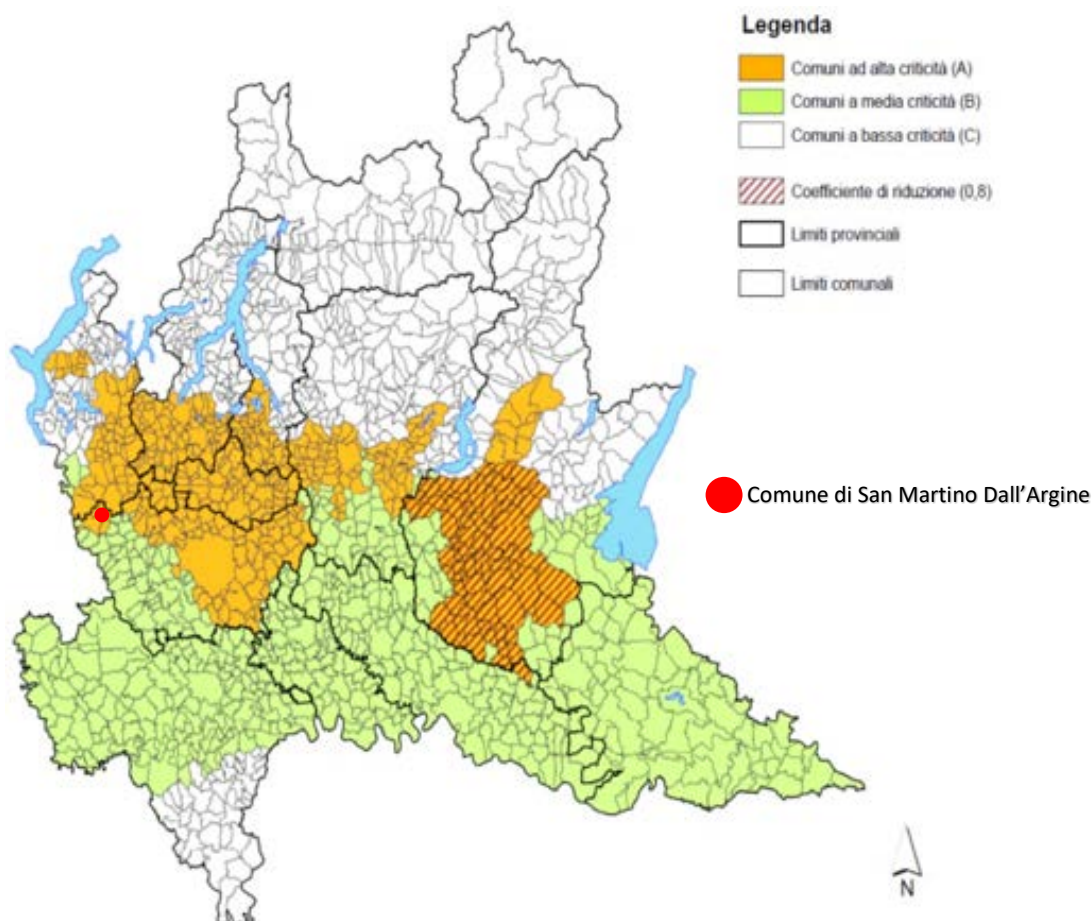 Legenda
Comuni ad alta criticità (A)
Comuni a media criticità (B)
Comuni a bassa criticità (C)
Coefficiente di riduzione (0,8)
Limiti provinciali
Limiti comunali
Comune di San Martino Dall'Argine
N